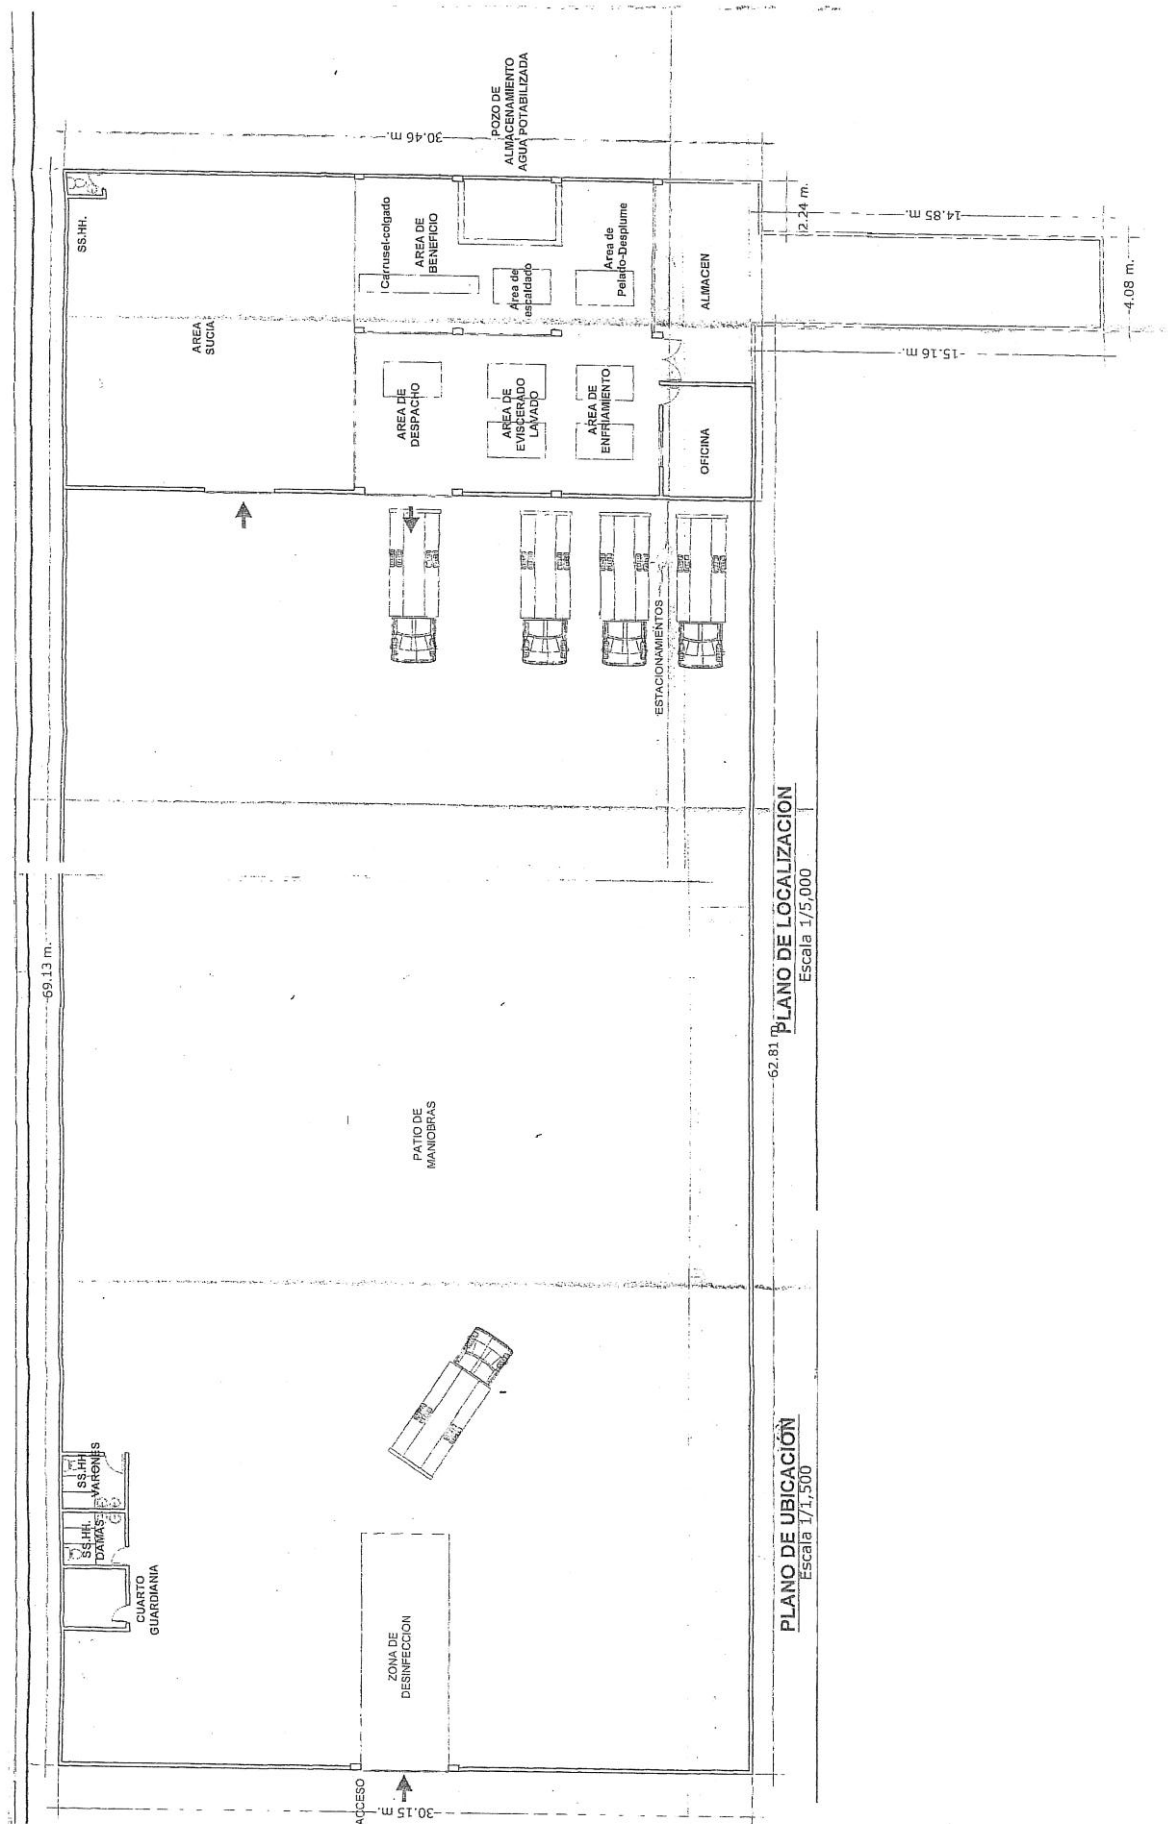 POZO DE
ALMACENAMIENTO
AGUA POTABILIZADA
30.46 m.
SS.HH.
AREA
SUCIA
Carrusel-colgado
AREA DE
BENEFICIO
Area de
escaldado
Area de
Pelado-Desplume
ALMACEN
2.24 m.
14.85 m.
4.08 m.
15.16 m.
AREA DE
DESPACHO
AREA DE
EVISCERADO
LAVADO
AREA DE
ENFRIAMIENTO
OFICINA
ESTACIONAMIENTOS
69.13 m.
PLANO DE LOCALIZACION
Escala 1/5,000
62.81 m.
PATIO DE
MANIOBRAS
SS.HH.
VARONES
SS.HH.
DAMAS
CUARTO
GUARDIANIA
ZONA DE
DESINFECCION
PLANO DE UBICACIÓN
Escala 1/1,500
ACCESO
30.15 m.